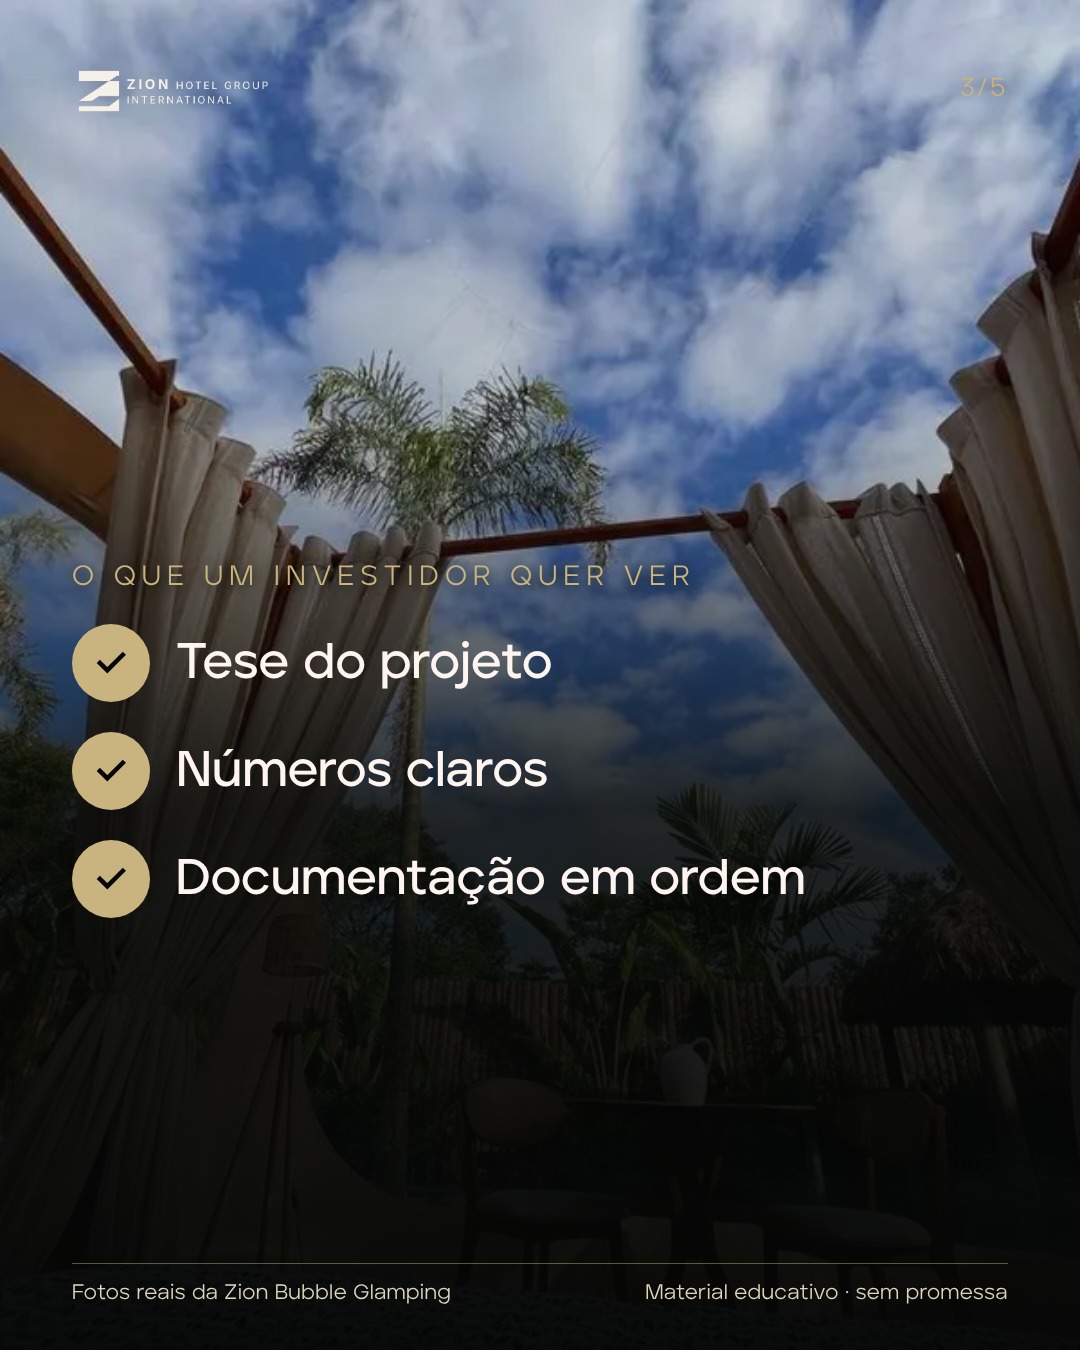 ZION HOTEL GROUP
INTERNATIONAL
3/5
O QUE UM INVESTIDOR QUER VER
Tese do projeto
Números claros
Documentação em ordem
Fotos reais da Zion Bubble Glamping
Material educativo · sem promessa